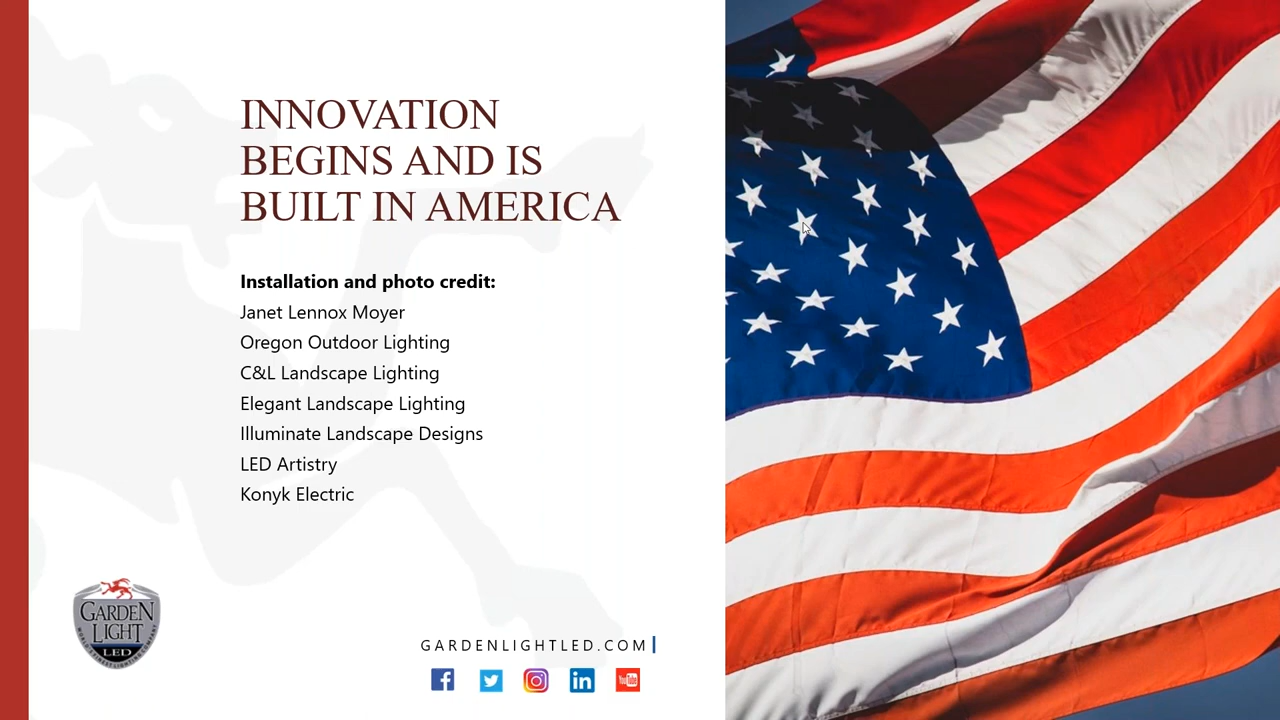 INNOVATION
BEGINS AND IS
BUILT IN AMERICA
Installation and photo credit:
Janet Lennox Moyer
Oregon Outdoor Lighting
C&L Landscape Lighting
Elegant Landscape Lighting
Illuminate Landscape Designs
LED Artistry
Konyk Electric
GARDEN
LIGHT
LED
GARDENLIGHTLED.COM
YouTube